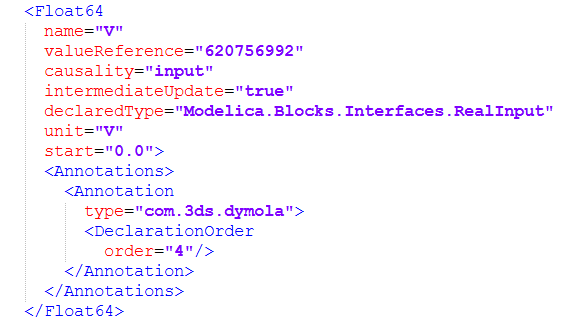 <Float64
name="V"
valueReference="620756992"
causality="input"
intermediateUpdate="true"
declaredType="Modelica.Blocks.Interfaces.RealInput"
unit="V"
start="0.0">
<Annotations>
<Annotation
type="com.3ds.dymola">
<DeclarationOrder
order="4"/>
</Annotation>
</Annotations>
</Float64>